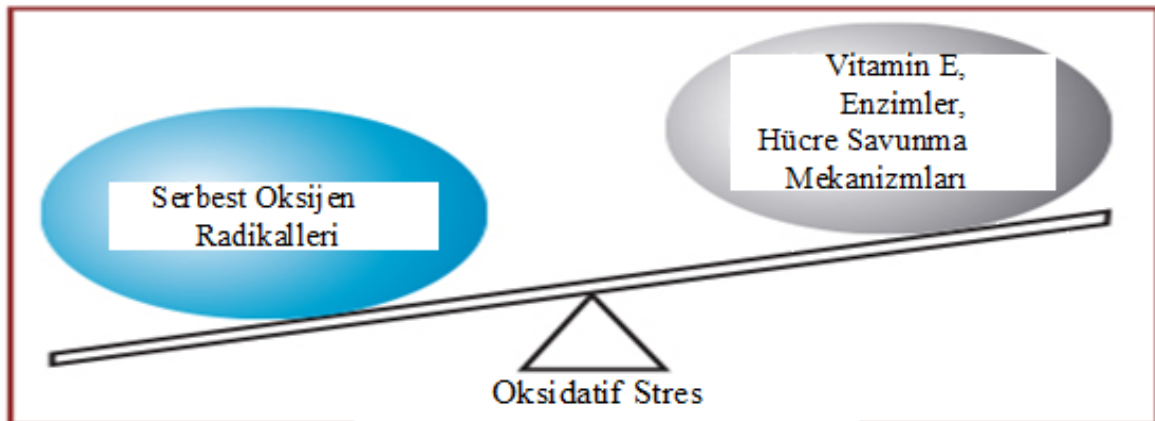 Serbest Oksijen
Radikalleri
Vitamin E,
Enzimler,
Hücre Savunma
Mekanizmları
Oksidatif Stres